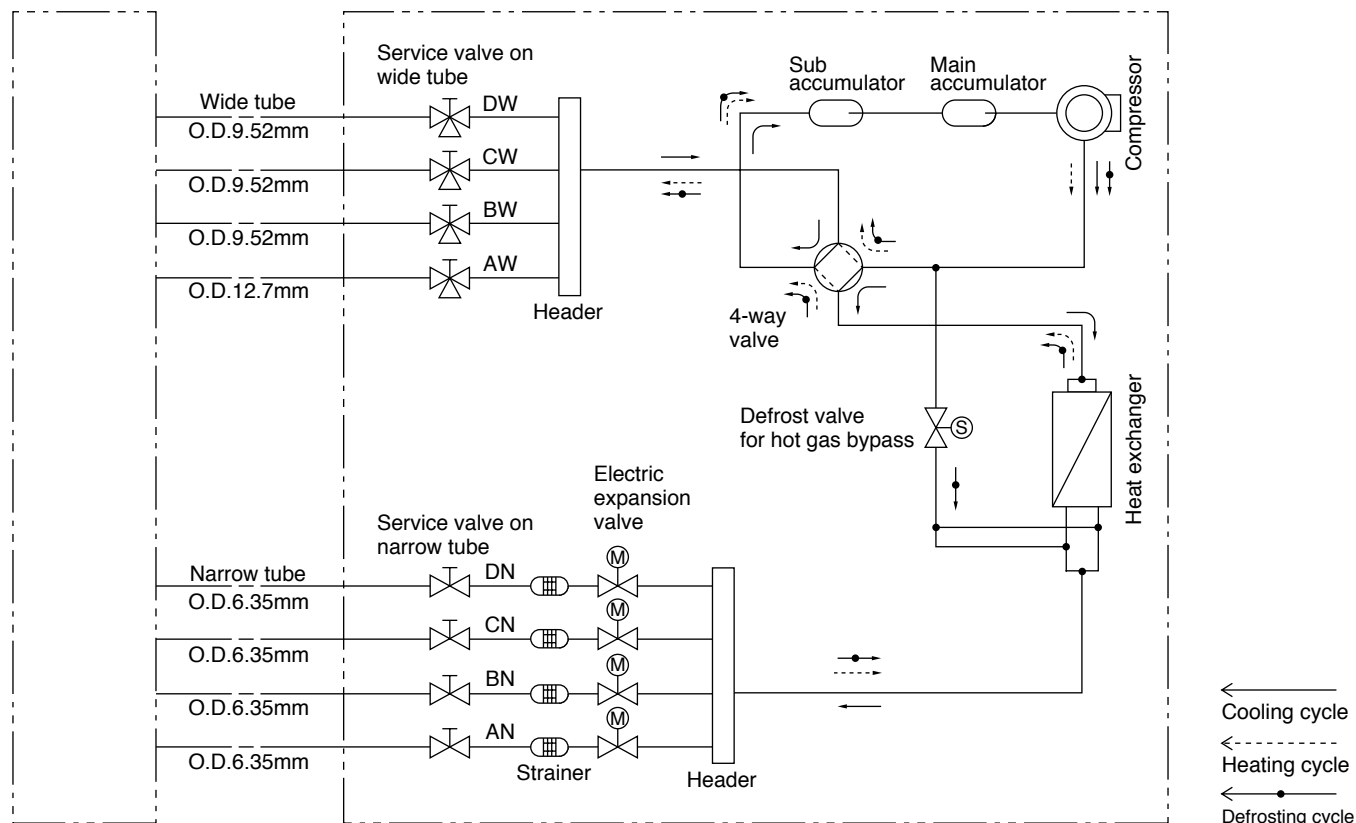 Service valve on
wide tube
Sub
accumulator
Main
accumulator
Compressor
Wide tube
O.D.9.52mm
DW
O.D.9.52mm
CW
O.D.9.52mm
BW
O.D.12.7mm
AW
Header
4-way
valve
Defrost valve
for hot gas bypass
S
Heat exchanger
Electric
expansion
valve
Service valve on
narrow tube
Narrow tube
O.D.6.35mm
DN
M
O.D.6.35mm
CN
M
O.D.6.35mm
BN
M
O.D.6.35mm
AN
M
Strainer
Header
Cooling cycle
Heating cycle
Defrosting cycle